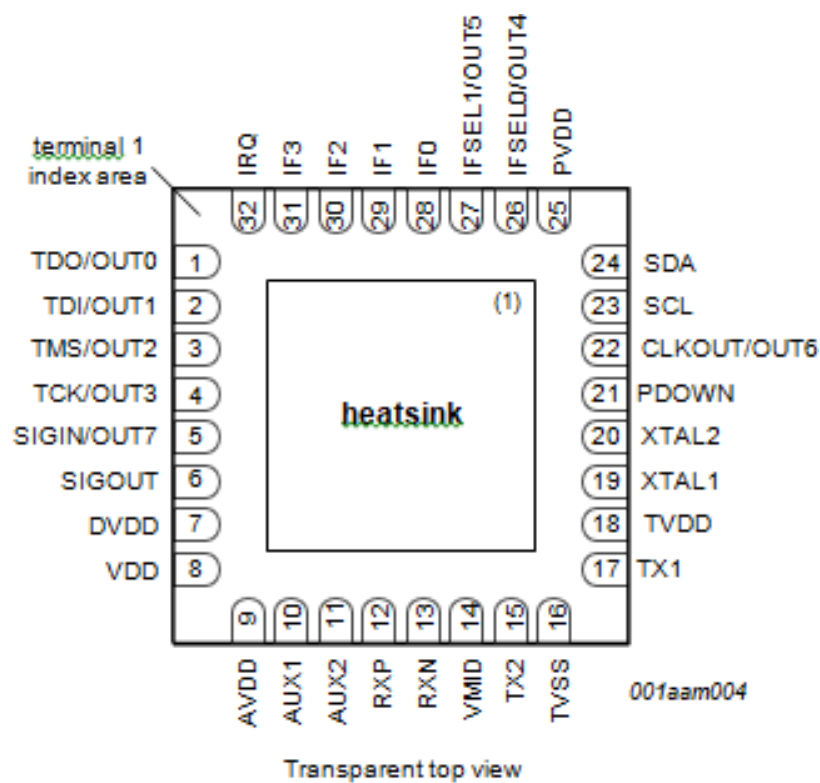 terminal 1
index area
IRQ
IF3
IF2
IF1
IF0
IFSEL1/OUT5
IFSEL0/OUT4
PVDD
32
31
30
29
28
27
26
25
TDO/OUT0 1
TDI/OUT1 2
TMS/OUT2 3
TCK/OUT3 4
SIGIN/OUT7 5
SIGOUT 6
DVDD 7
VDD 8
(1)
heatsink
24 SDA
23 SCL
22 CLKOUT/OUT6
21 PDOWN
20 XTAL2
19 XTAL1
18 TVDD
17 TX1
9
10
11
12
13
14
15
16
AVDD
AUX1
AUX2
RXP
RXN
VMID
TX2
TVSS
001aam004
Transparent top view